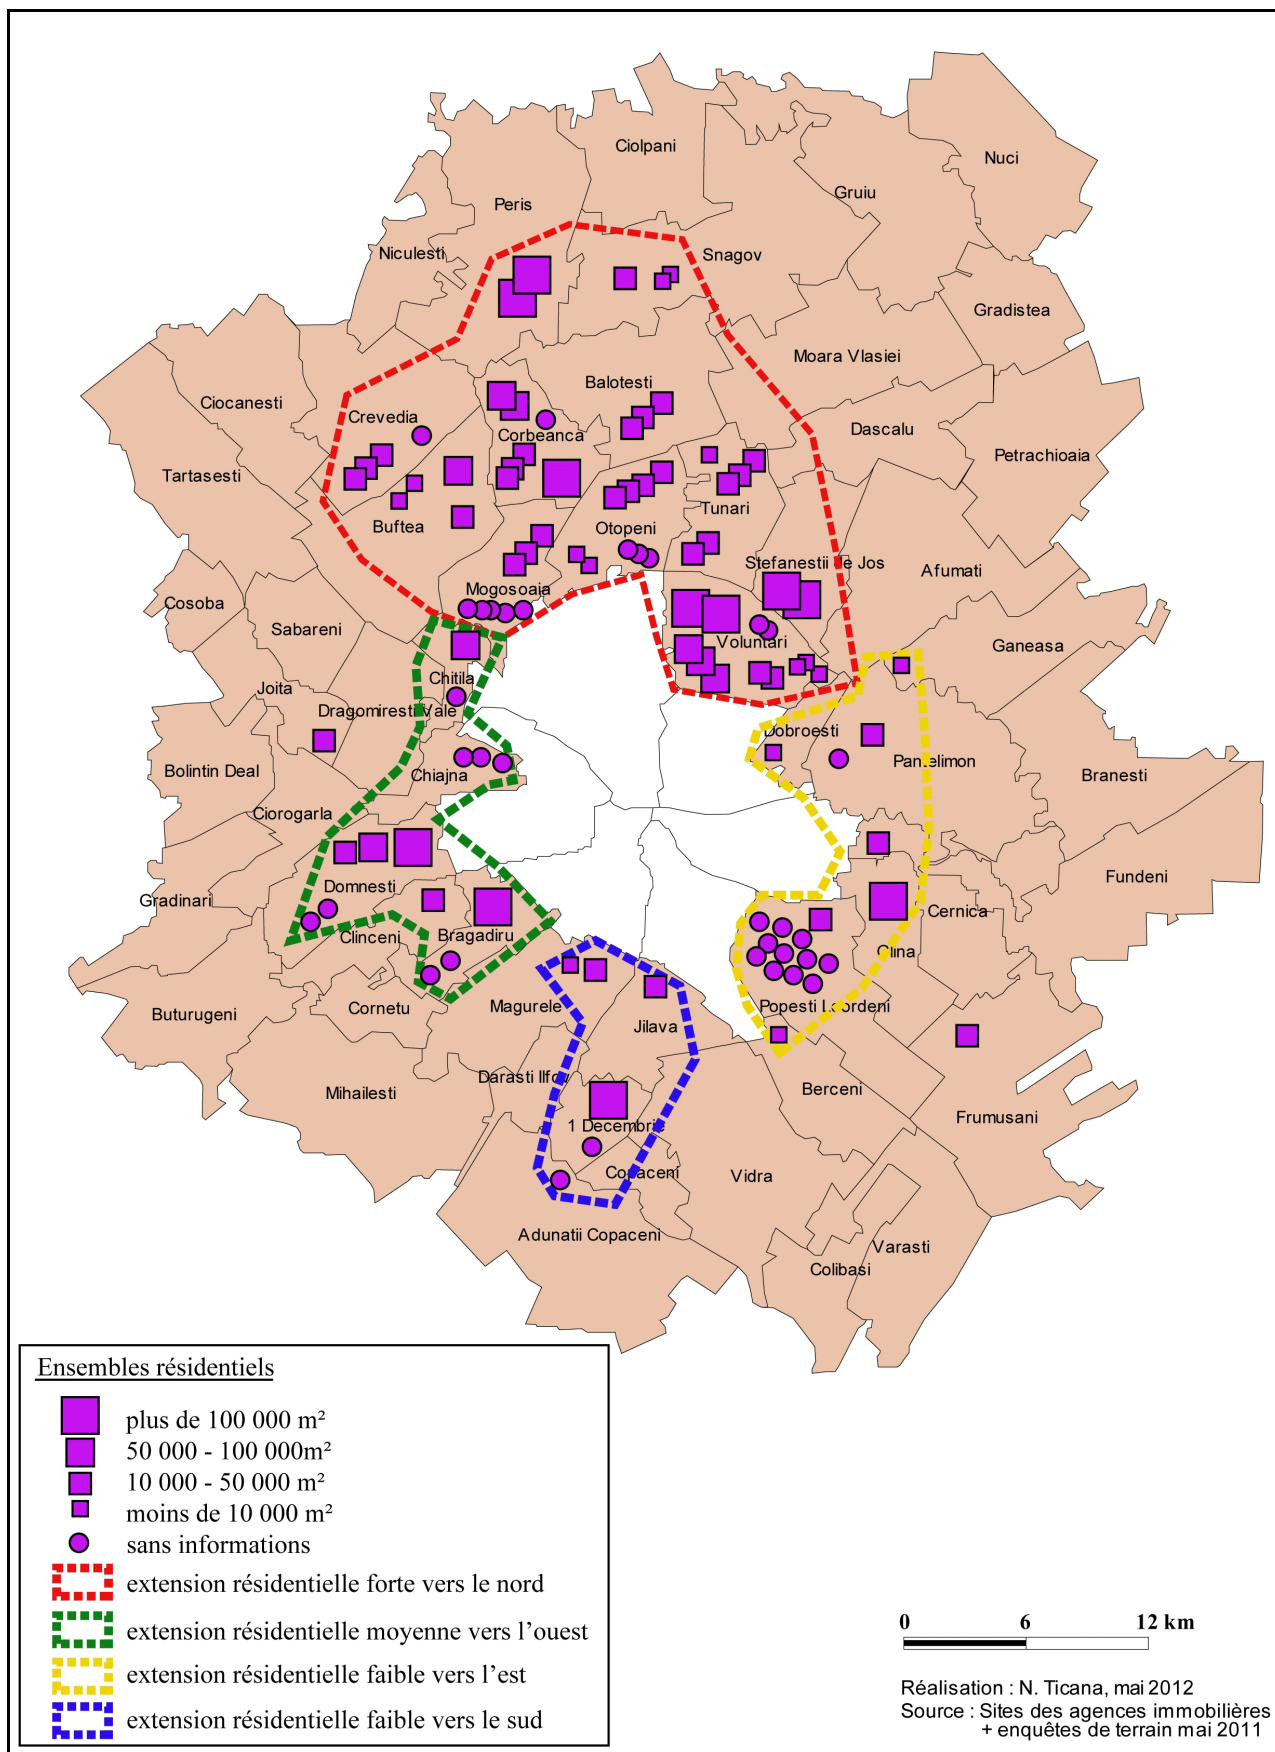 Ciolpani
Nuci
Gruiu
Peris
Niculesti
Snagov
Gradistea
Moara Vlasiei
Balotesti
Ciocanesti
Crevedia
Corbeanca
Dascalu
Petrachioaia
Tartasesti
Tunari
Buftea
Otopeni
Stefanestii de Jos
Afumati
Mogosoaia
Cosoba
Sabareni
Voluntari
Ganeasa
Chitila
Joita
Dragomiresti Vale
Dobroesti
Pantelimon
Bolintin Deal
Chiajna
Branesti
Ciorogarla
Fundeni
Domnesti
Gradinari
Cernica
Clinceni
Bragadiru
Glina
Magurele
Cornetu
Popesti Leordeni
Buturugeni
Jilava
Darasti Ilfov
Mihailesti
Berceni
Frumusani
1 Decembrie
Copaceni
Vidra
Adunatii Copaceni
Varasti
Colibasi
Ensembles résidentiels
plus de 100 000 m²
50 000 - 100 000m²
10 000 - 50 000 m²
moins de 10 000 m²
sans informations
extension résidentielle forte vers le nord
extension résidentielle moyenne vers l'ouest
extension résidentielle faible vers l'est
extension résidentielle faible vers le sud
0 6 12 km
Réalisation : N. Ticana, mai 2012
Source : Sites des agences immobilières
+ enquêtes de terrain mai 2011